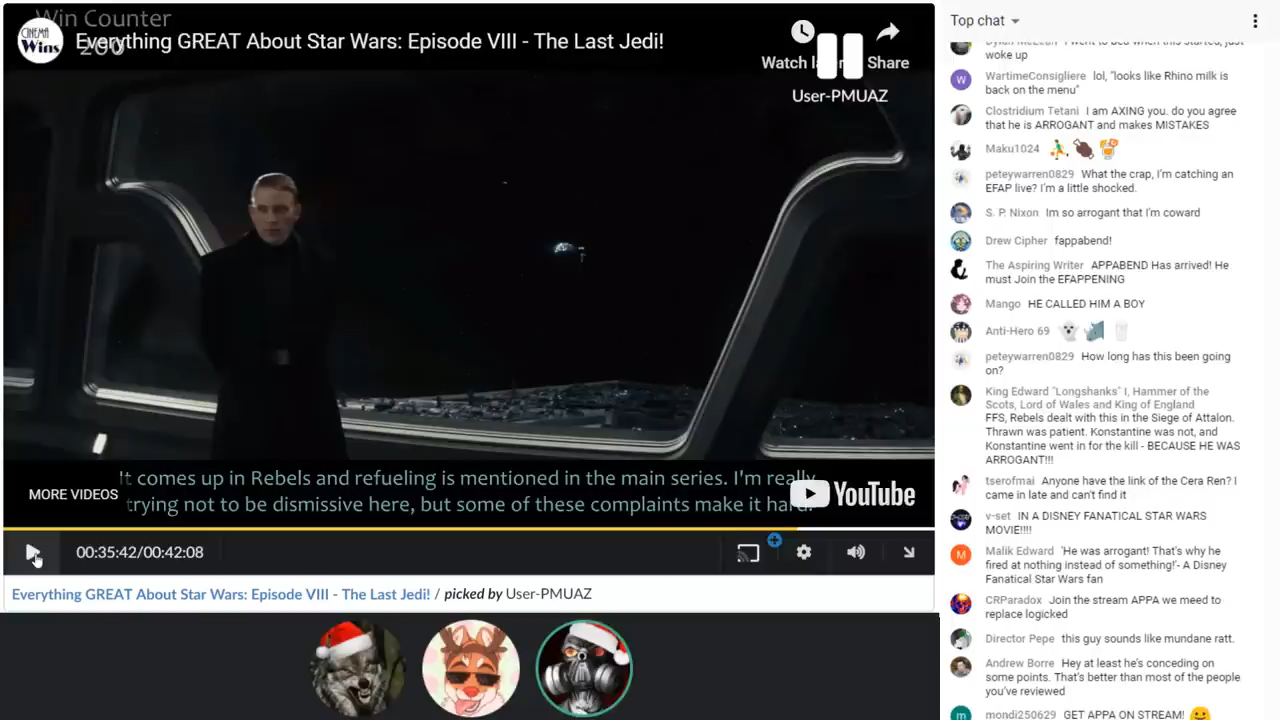 Win Counter
200
CINEMA
Wins
Everything GREAT About Star Wars: Episode VIII - The Last Jedi!
Watch
Share
User-PMUAZ
It comes up in Rebels and refueling is mentioned in the main series. I'm really
trying not to be dismissive here, but some of these complaints make it hard.
MORE VIDEOS
YouTube
00:35:42/00:42:08
Everything GREAT About Star Wars: Episode VIII - The Last Jedi! / picked by User-PMUAZ
Top chat
woke up
WartimeConsigliere lol, "looks like Rhino milk is
back on the menu"
Clostridium Tetani I am AXING you. do you agree
that he is ARROGANT and makes MISTAKES
Maku1024
peteywarren0829 What the crap, I'm catching an
EFAP live? I'm a little shocked.
S. P. Nixon Im so arrogant that I'm coward
Drew Cipher fappabend!
The Aspiring Writer APPABEND Has arrived! He
must Join the EFAPPENING
Mango HE CALLED HIM A BOY
Anti-Hero 69
peteywarren0829 How long has this been going
on?
King Edward "Longshanks" I, Hammer of the
Scots, Lord of Wales and King of England
FFS, Rebels dealt with this in the Siege of Attalon.
Thrawn was patient. Konstantine was not, and
Konstantine went in for the kill - BECAUSE HE WAS
ARROGANT!!!
tserofmai Anyone have the link of the Cera Ren? I
came in late and can't find it
v-set IN A DISNEY FANATICAL STAR WARS
MOVIE!!!!
Malik Edward 'He was arrogant! That's why he
fired at nothing instead of something!'- A Disney
Fanatical Star Wars fan
CRParadox Join the stream APPA we need to
replace logicked
Director Pepe this guy sounds like mundane ratt.
Andrew Borre Hey at least he's conceding on
some points. That's better than most of the people
you've reviewed
mondi250629 GET APPA ON STREAM!